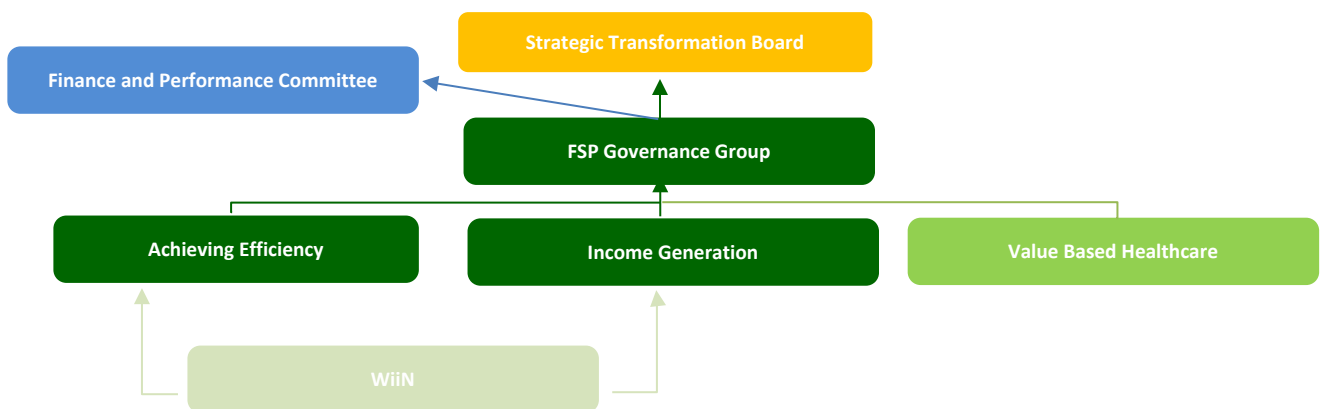 Strategic Transformation Board
Finance and Performance Committee
FSP Governance Group
Achieving Efficiency
Income Generation
Value Based Healthcare
WiiN